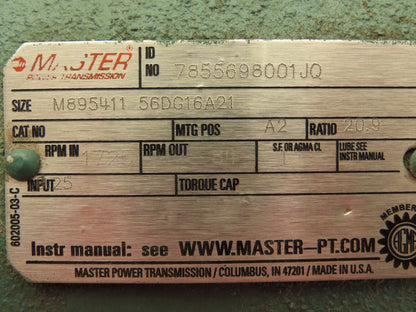 MASTER
POWER TRANSMISSION
ID NO 7855698001JQ
SIZE M895411 56DG16A21
CAT NO MTG POS A2 RATIO 20.9
RPM IN RPM OUT S.F. OR AGMA CL 1 LUBE SEE INSTR MANUAL
INPUT .25 TORQUE CAP
602005-03-C
MEMBER
AGMA
Instr manual: see WWW.MASTER-PT.COM
MASTER POWER TRANSMISSION / COLUMBUS, IN 47201 / MADE IN U.S.A.